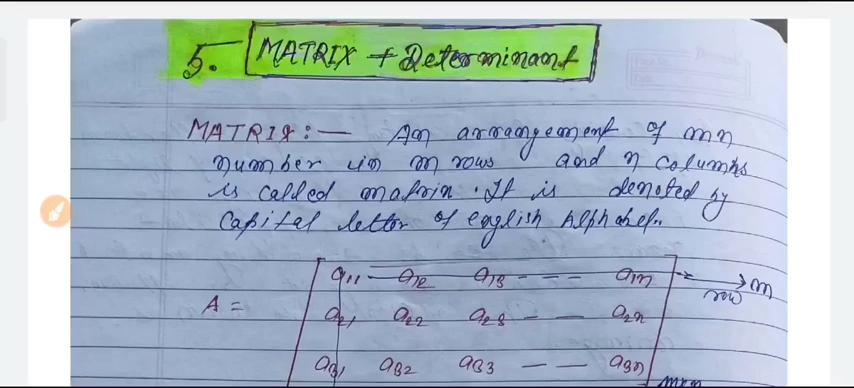 5. MATRIX + Determinant
MATRIX:— An arrangement of mn
number in m rows and n columns
is called matrix. It is denoted by
Capital letter of english Alphabet.
a₁₁ a₁₂ a₁₃ - - - a₁n → m
row
A = a₂₁ a₂₂ a₂₃ - - a₂n
a₃₁ a₃₂ a₃₃ — — a₃n
mxn